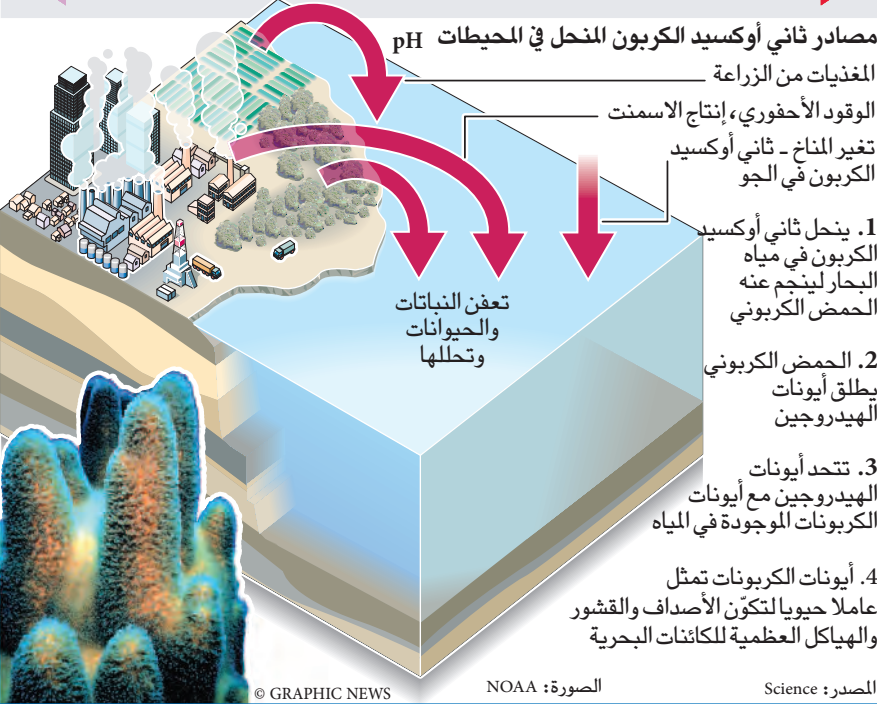 مصادر ثاني أوكسيد الكربون المنحل في المحيطات pH
المغذيات من الزراعة
الوقود الأحفوري، إنتاج الاسمنت
تغير المناخ - ثاني أوكسيد
الكربون في الجو
1. ينحل ثاني أوكسيد
الكربون في مياه
البحار لينجم عنه
الحمض الكربوني
تعفن النباتات
والحيوانات
وتحللها
2. الحمض الكربوني
يطلق أيونات
الهيدروجين
3. تتحد أيونات
الهيدروجين مع أيونات
الكربونات الموجودة في المياه
4. أيونات الكربونات تمثل
عاملا حيويا لتكوّن الأصداف والقشور
والهياكل العظمية للكائنات البحرية
المصدر: Science
الصورة: NOAA
© GRAPHIC NEWS